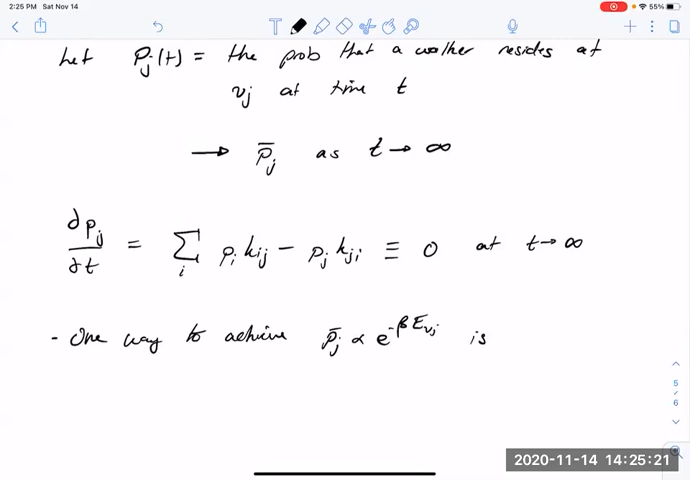 2:25 PM Sat Nov 14
55%
Let Pj(t) = the prob that a walker resides at
vj at time t
→ P̄j as t → ∞
∂Pj/∂t = ∑i Pi kij − Pj kji ≡ 0 at t → ∞
- One way to achieve P̄j ∝ e^-βEvj is
5
/
6
2020-11-14 14:25:21